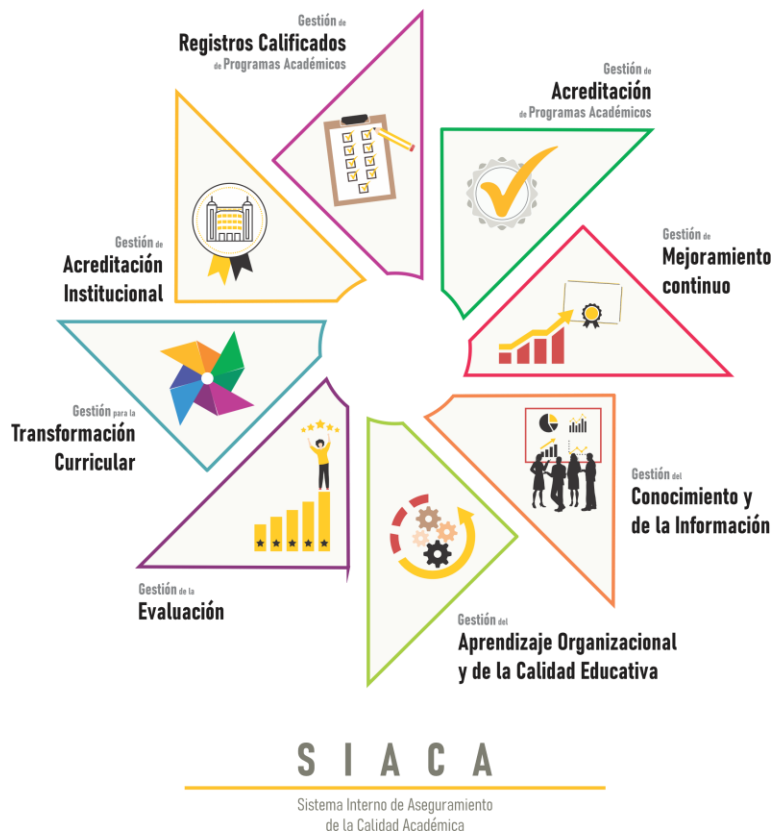 Gestión de
Registros Calificados
de Programas Académicos
Gestión de
Acreditación
de Programas Académicos
Gestión de
Mejoramiento
continuo
Gestión del
Conocimiento y
de la Información
Gestión del
Aprendizaje Organizacional
y de la Calidad Educativa
Gestión de la
Evaluación
Gestión para la
Transformación
Curricular
Gestión de
Acreditación
Institucional
SIACA
Sistema Interno de Aseguramiento
de la Calidad Académica